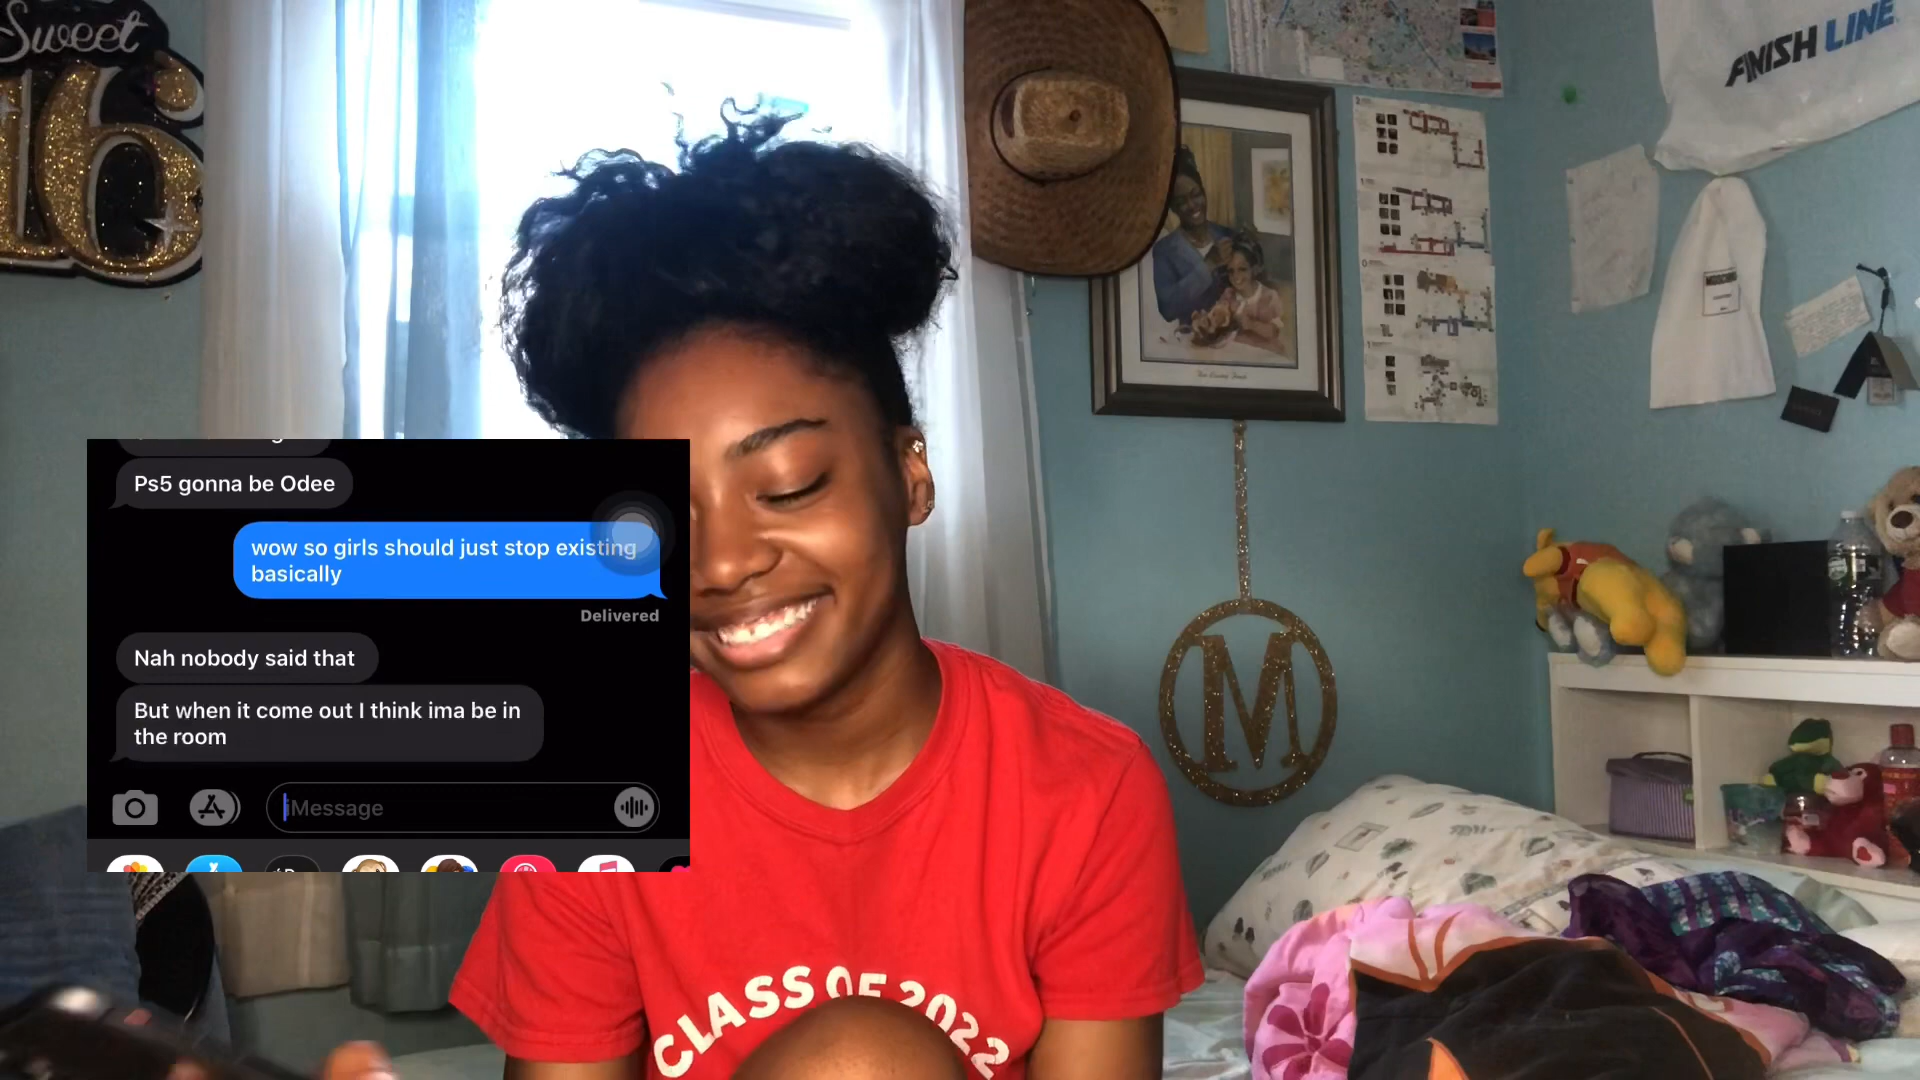 Sweet
16
FINISH LINE
Ps5 gonna be Odee
wow so girls should just stop existing
basically
Delivered
Nah nobody said that
But when it come out I think ima be in
the room
iMessage
M
CLASS OF 2022